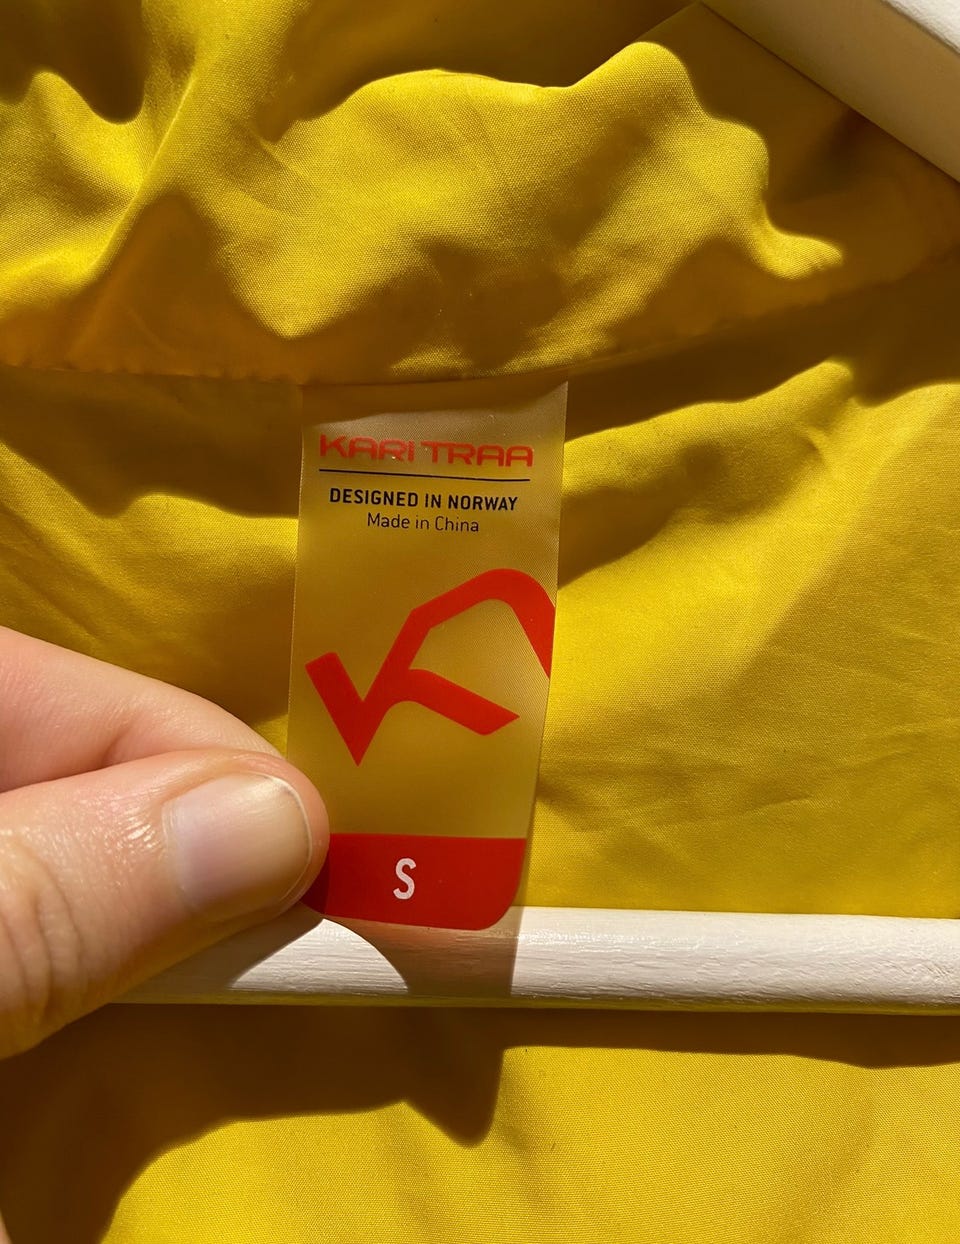 KARI TRAA
DESIGNED IN NORWAY
Made in China
S